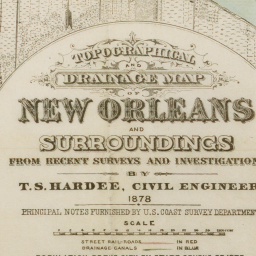 TOPOGRAPHICAL
AND
DRAINAGE MAP
OF
NEW ORLEANS
AND
SURROUNDINGS
FROM RECENT SURVEYS AND INVESTIGATION
BY
T. S. HARDEE, CIVIL ENGINEER
1878
PRINCIPAL NOTES FURNISHED BY U.S. COAST SURVEY DEPARTMENT
SCALE
STREET RAIL-ROADS IN RED
DRAINAGE CANALS IN BLUE